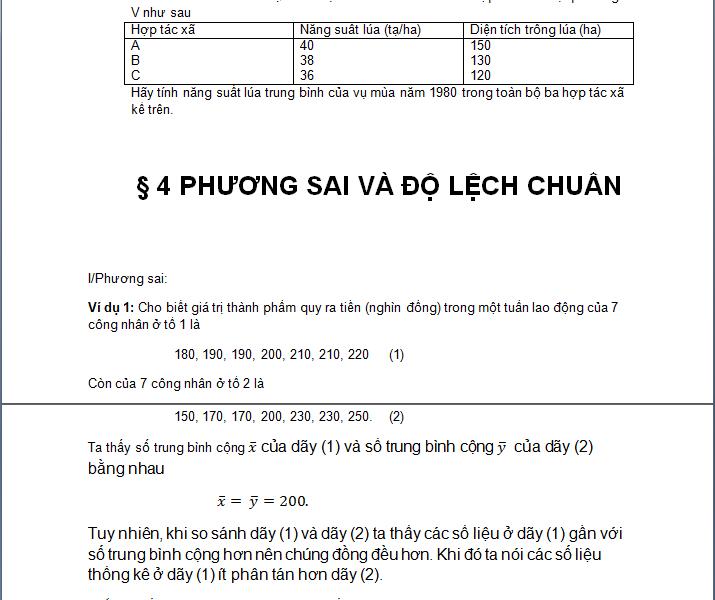 V như sau
Hợp tác xã Năng suất lúa (tạ/ha) Diện tích trồng lúa (ha)
A 40 150
B 38 130
C 36 120
Hãy tính năng suất lúa trung bình của vụ mùa năm 1980 trong toàn bộ ba hợp tác xã
kể trên.
§ 4 PHƯƠNG SAI VÀ ĐỘ LỆCH CHUẨN
I/Phương sai:
Ví dụ 1: Cho biết giá trị thành phẩm quy ra tiền (nghìn đồng) trong một tuần lao động của 7
công nhân ở tổ 1 là
180, 190, 190, 200, 210, 210, 220 (1)
Còn của 7 công nhân ở tổ 2 là
150, 170, 170, 200, 230, 230, 250. (2)
Ta thấy số trung bình cộng x̄ của dãy (1) và số trung bình cộng ȳ của dãy (2)
bằng nhau
x̄ = ȳ = 200.
Tuy nhiên, khi so sánh dãy (1) và dãy (2) ta thấy các số liệu ở dãy (1) gần với
số trung bình cộng hơn nên chúng đồng đều hơn. Khi đó ta nói các số liệu
thống kê ở dãy (1) ít phân tán hơn dãy (2).